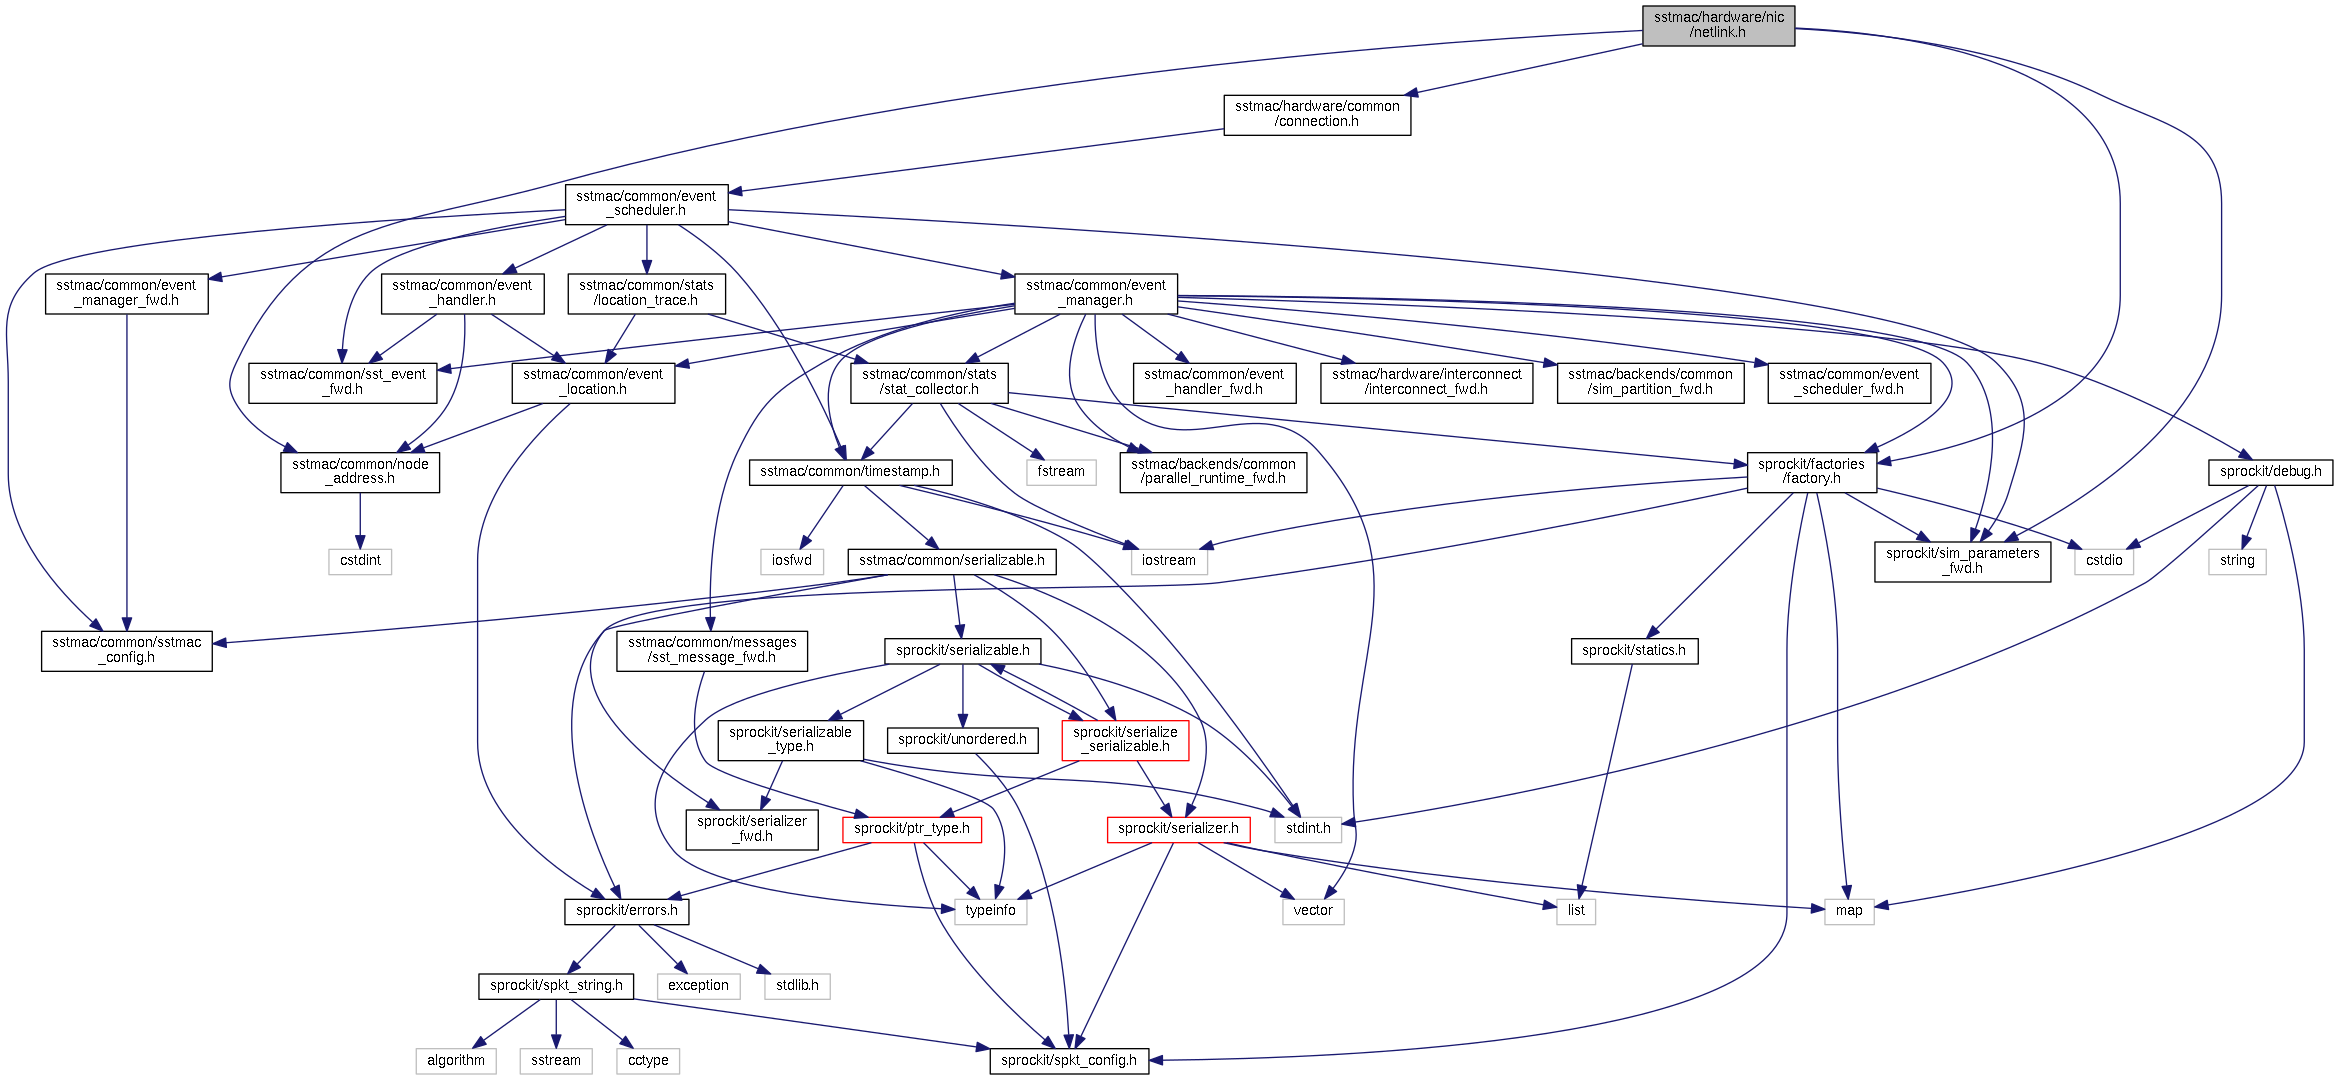 sstmac/hardware/nic
/netlink.h
sstmac/hardware/common
/connection.h
sstmac/common/event
_scheduler.h
sstmac/common/event
_manager_fwd.h
sstmac/common/event
_handler.h
sstmac/common/stats
/location_trace.h
sstmac/common/event
_manager.h
sstmac/common/sst_event
_fwd.h
sstmac/common/event
_location.h
sstmac/common/stats
/stat_collector.h
sstmac/common/event
_handler_fwd.h
sstmac/hardware/interconnect
/interconnect_fwd.h
sstmac/backends/common
/sim_partition_fwd.h
sstmac/common/event
_scheduler_fwd.h
sstmac/common/node
_address.h
sstmac/common/timestamp.h
fstream
sstmac/backends/common
/parallel_runtime_fwd.h
sprockit/factories
/factory.h
sprockit/debug.h
cstdint
iosfwd
sstmac/common/serializable.h
iostream
sprockit/sim_parameters
_fwd.h
cstdio
string
sstmac/common/sstmac
_config.h
sstmac/common/messages
/sst_message_fwd.h
sprockit/serializable.h
sprockit/statics.h
sprockit/serializable
_type.h
sprockit/unordered.h
sprockit/serialize
_serializable.h
sprockit/serializer
_fwd.h
sprockit/ptr_type.h
sprockit/serializer.h
stdint.h
sprockit/errors.h
typeinfo
vector
list
map
sprockit/spkt_string.h
exception
stdlib.h
algorithm
sstream
cctype
sprockit/spkt_config.h